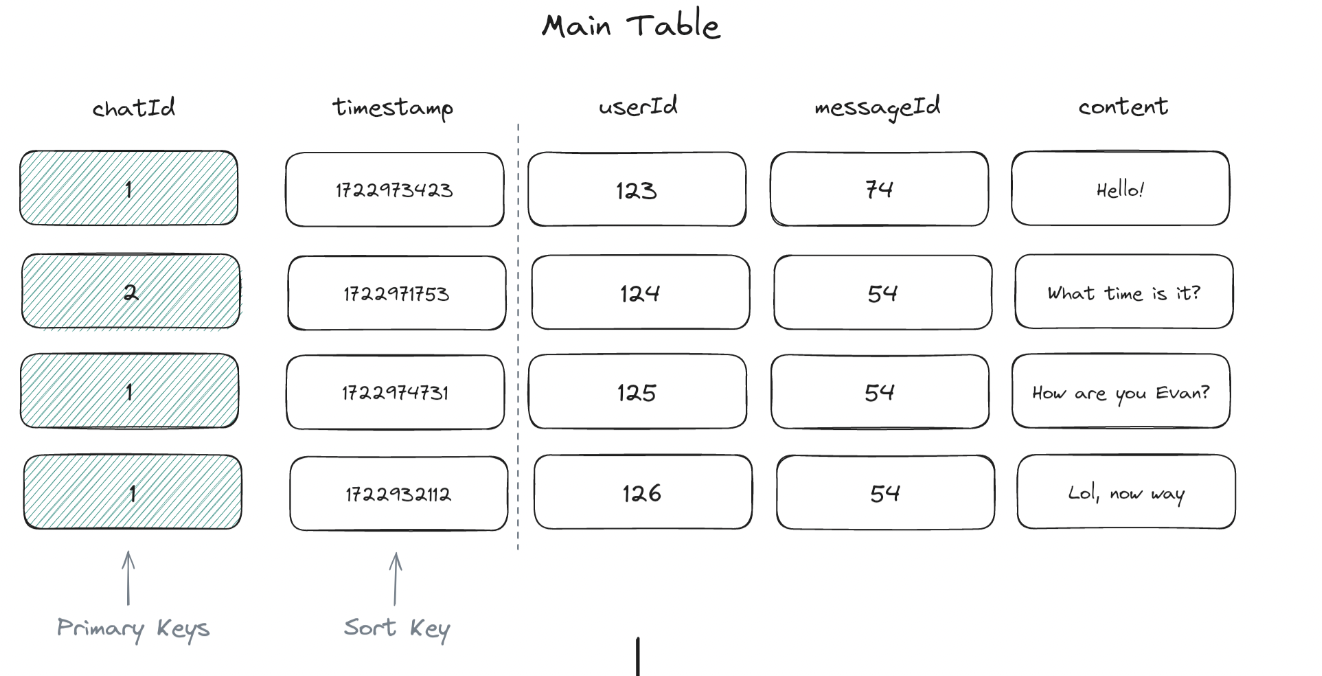 Main Table
chatId timestamp userId messageId content
1 1722973423 123 74 Hello!
2 1722971753 124 54 What time is it?
1 1722974731 125 54 How are you Evan?
1 1722932112 126 54 Lol, now way
Primary Keys Sort Key